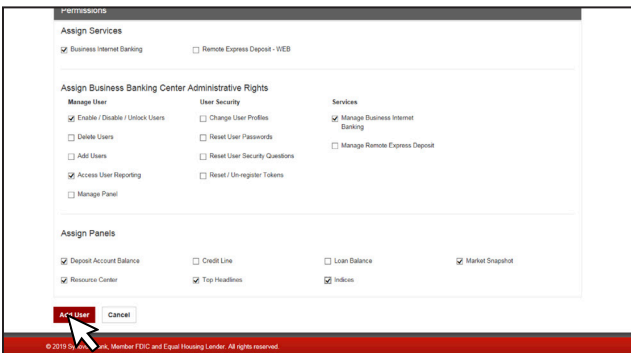 Permissions
Assign Services
Business Internet Banking Remote Express Deposit - WEB
Assign Business Banking Center Administrative Rights
Manage User User Security Services
Enable / Disable / Unlock Users Change User Profiles Manage Business Internet
Banking
Delete Users Reset User Passwords
Manage Remote Express Deposit
Add Users Reset User Security Questions
Access User Reporting Reset / Un-register Tokens
Manage Panel
Assign Panels
Deposit Account Balance Credit Line Loan Balance Market Snapshot
Resource Center Top Headlines Indices
Add User Cancel
© 2019 Bank, Member FDIC and Equal Housing Lender. All rights reserved.